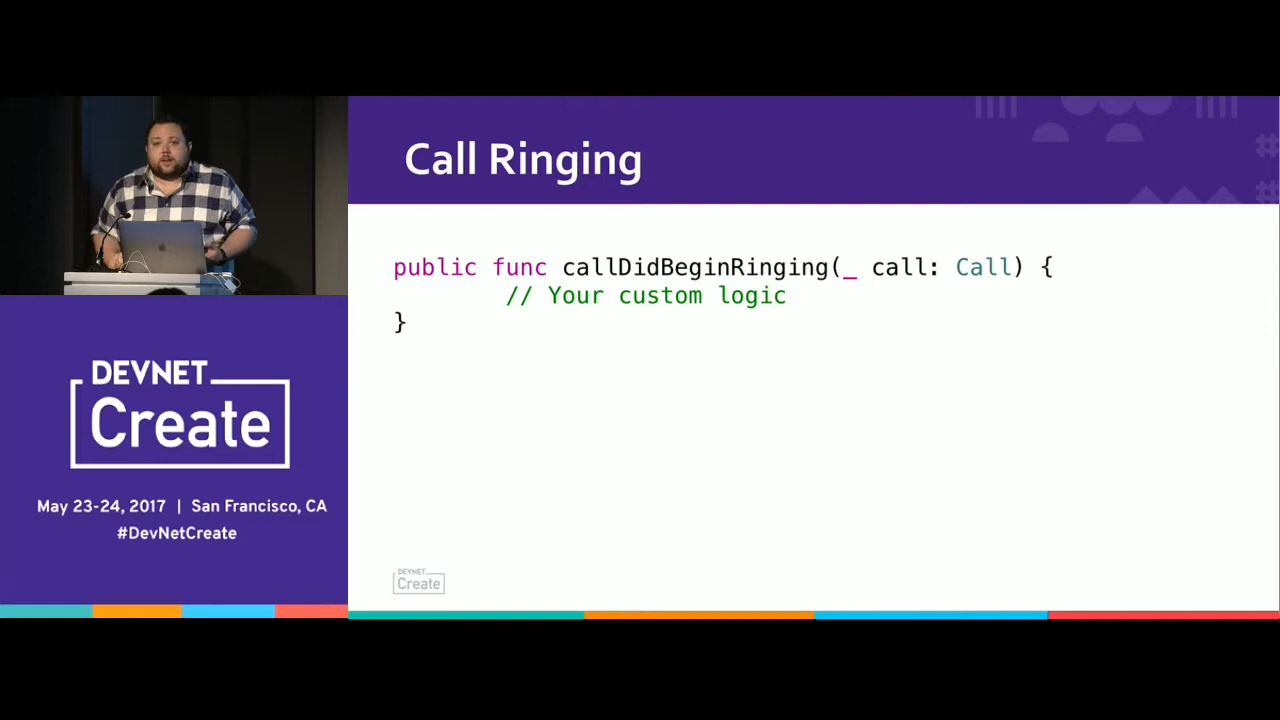 Call Ringing
public func callDidBeginRinging(_ call: Call) {
// Your custom logic
}
DEVNET
Create
May 23-24, 2017 | San Francisco, CA
#DevNetCreate
DEVNET
Create